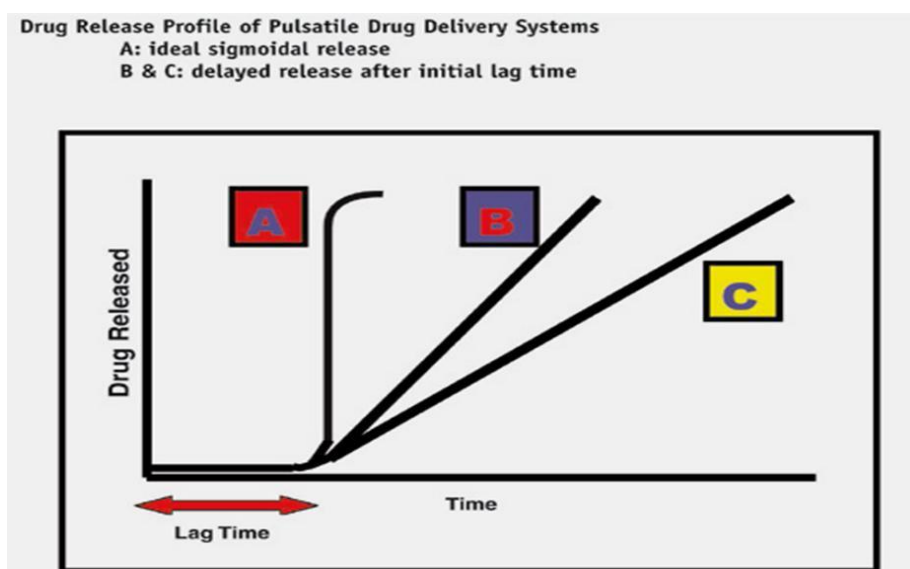 Drug Release Profile of Pulsatile Drug Delivery Systems
A: ideal sigmoidal release
B & C: delayed release after initial lag time
A
B
C
Drug Released
Time
Lag Time